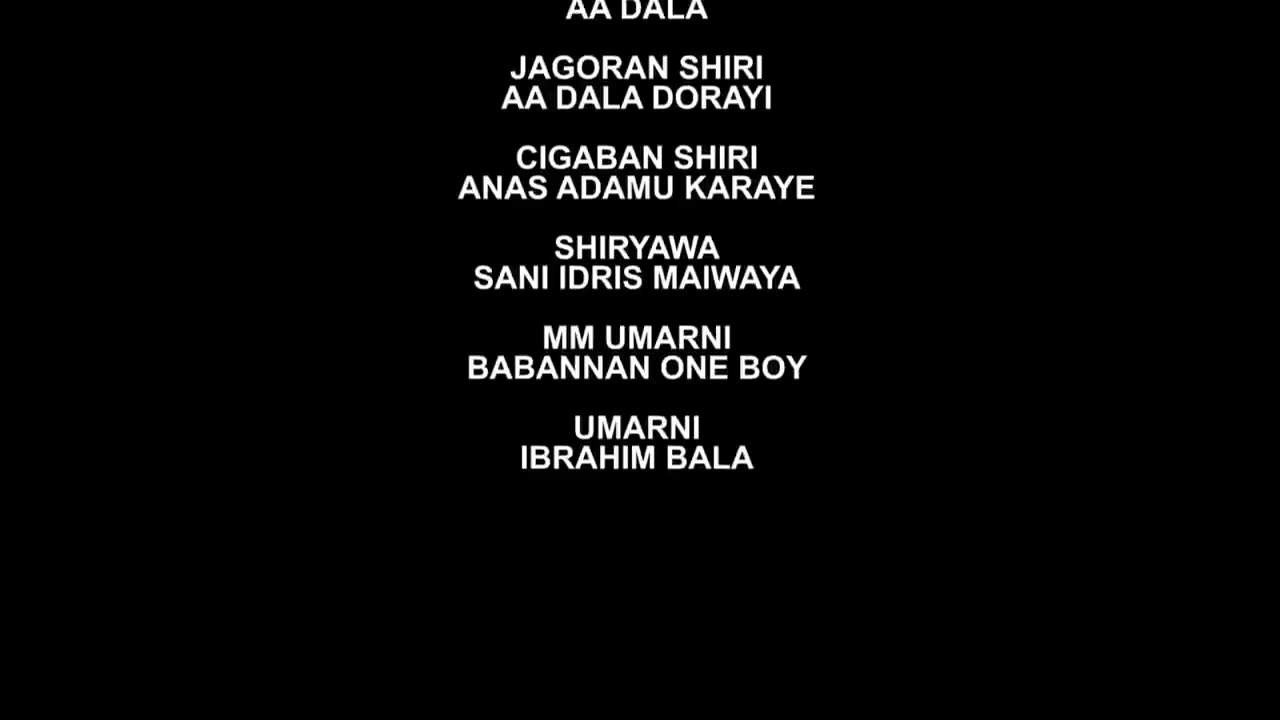 AA DALA
JAGORAN SHIRI
AA DALA DORAYI
CIGABAN SHIRI
ANAS ADAMU KARAYE
SHIRYAWA
SANI IDRIS MAIWAYA
MM UMARNI
BABANNAN ONE BOY
UMARNI
IBRAHIM BALA